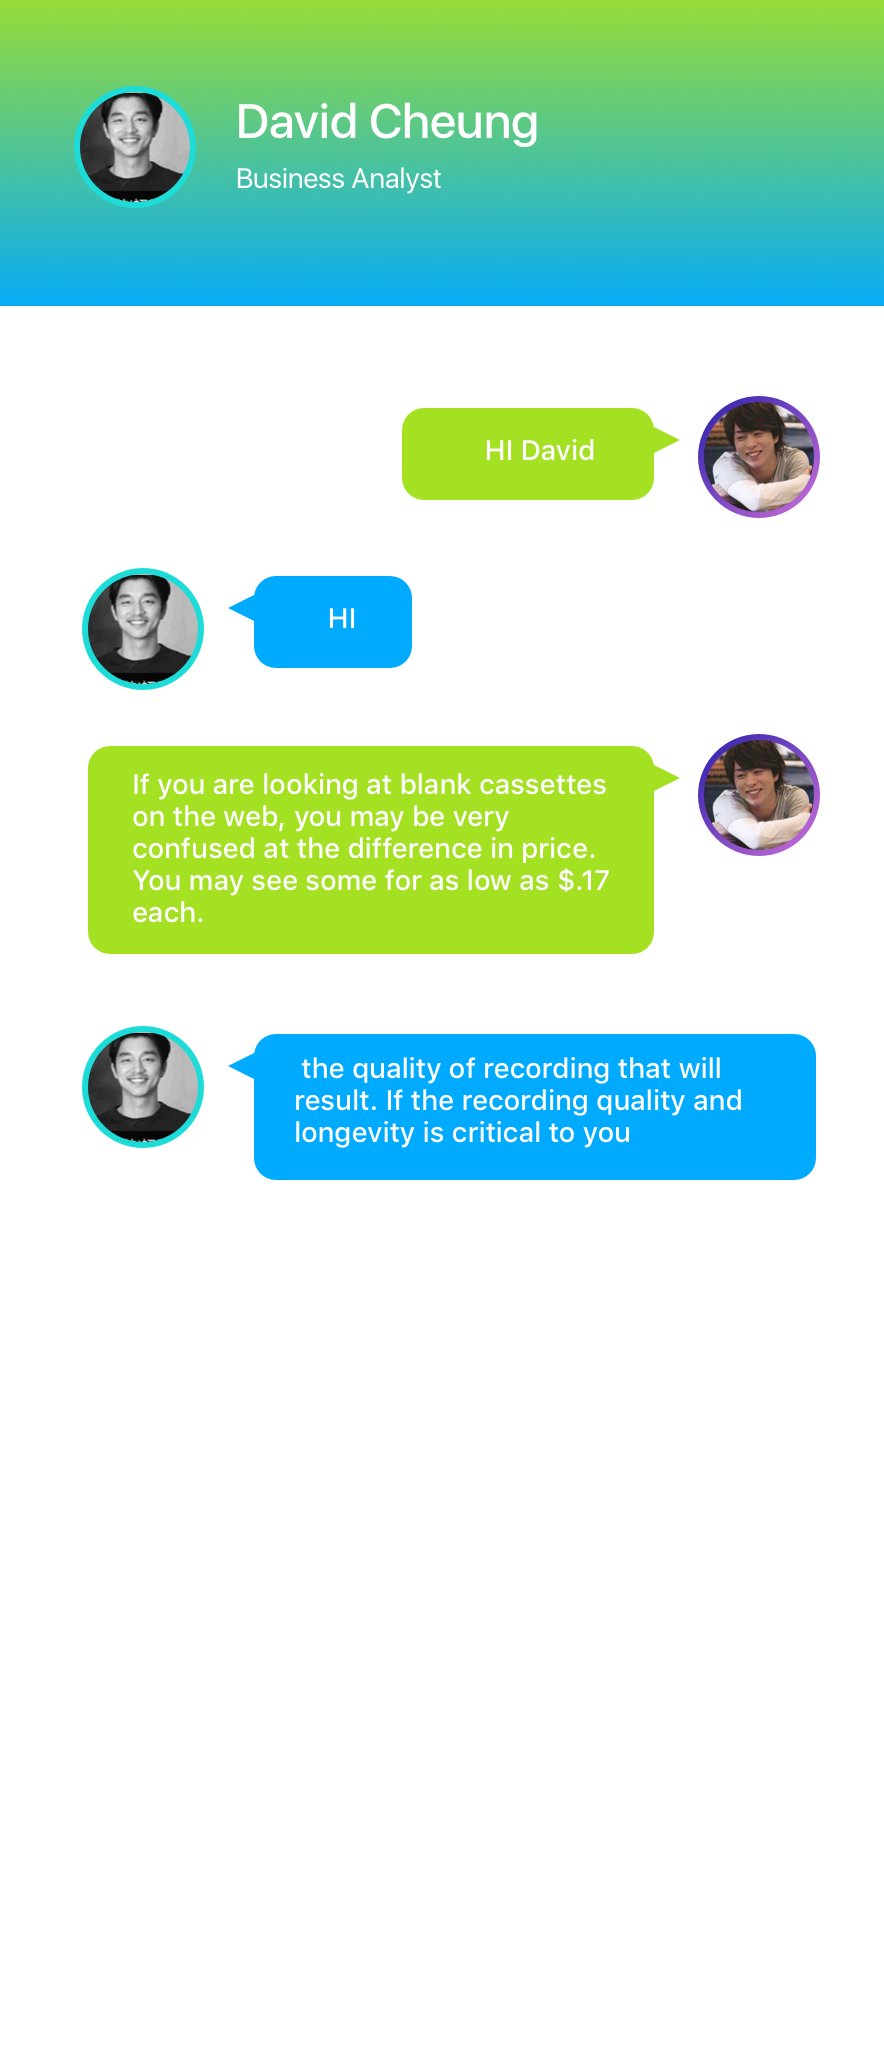 David Cheung
Business Analyst
HI David
HI
If you are looking at blank cassettes
on the web, you may be very
confused at the difference in price.
You may see some for as low as $.17
each.
the quality of recording that will
result. If the recording quality and
longevity is critical to you